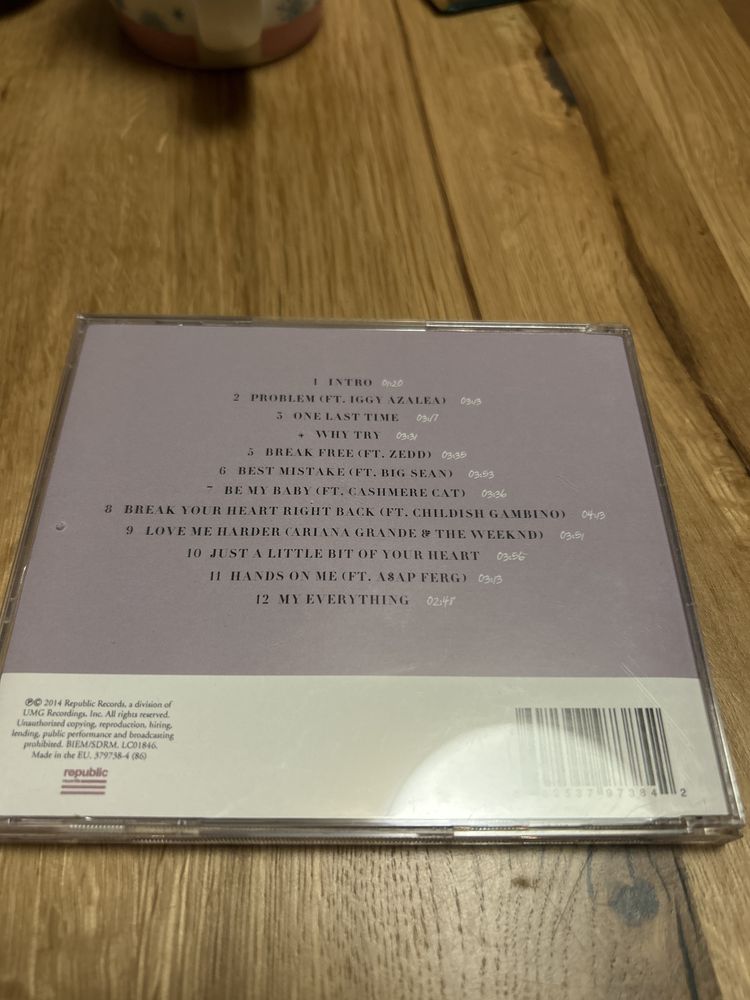 1 INTRO 01:20
2 PROBLEM (FT. IGGY AZALEA) 03:13
3 ONE LAST TIME 03:17
4 WHY TRY 03:31
5 BREAK FREE (FT. ZEDD) 03:35
6 BEST MISTAKE (FT. BIG SEAN) 03:53
7 BE MY BABY (FT. CASHMERE CAT) 03:36
8 BREAK YOUR HEART RIGHT BACK (FT. CHILDISH GAMBINO) 04:13
9 LOVE ME HARDER (ARIANA GRANDE & THE WEEKND) 03:51
10 JUST A LITTLE BIT OF YOUR HEART 03:56
11 HANDS ON ME (FT. A$AP FERG) 03:13
12 MY EVERYTHING 02:48
℗© 2014 Republic Records, a division of
UMG Recordings, Inc. All rights reserved.
Unauthorized copying, reproduction, hiring,
lending, public performance and broadcasting
prohibited. BIEM/SDRM. LC01846.
Made in the EU. 379738-4 (86)
republic
02537 97384 2